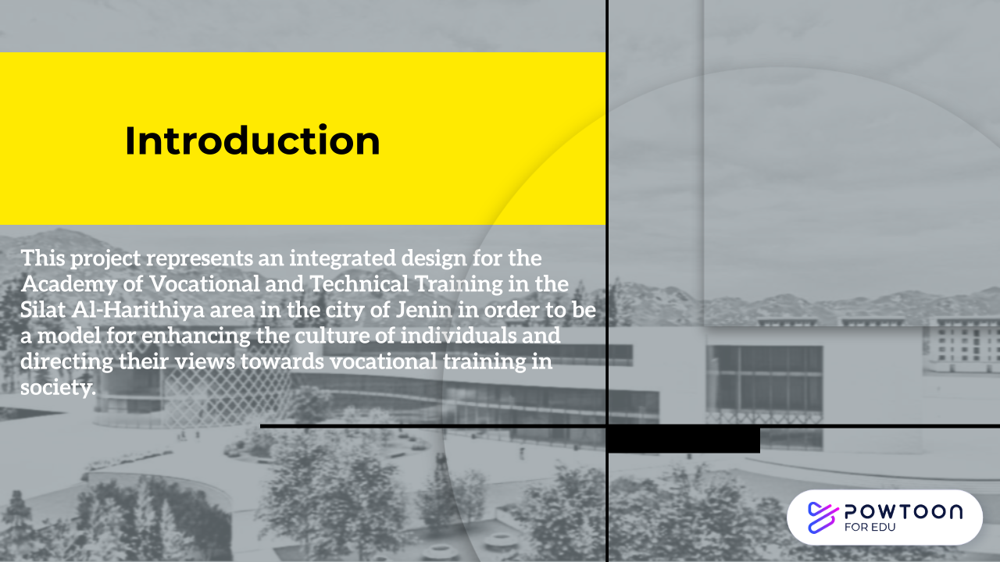 Introduction
This project represents an integrated design for the
Academy of Vocational and Technical Training in the
Silat Al-Harithiya area in the city of Jenin in order to be
a model for enhancing the culture of individuals and
directing their views towards vocational training in
society.
POWTOON
FOR EDU